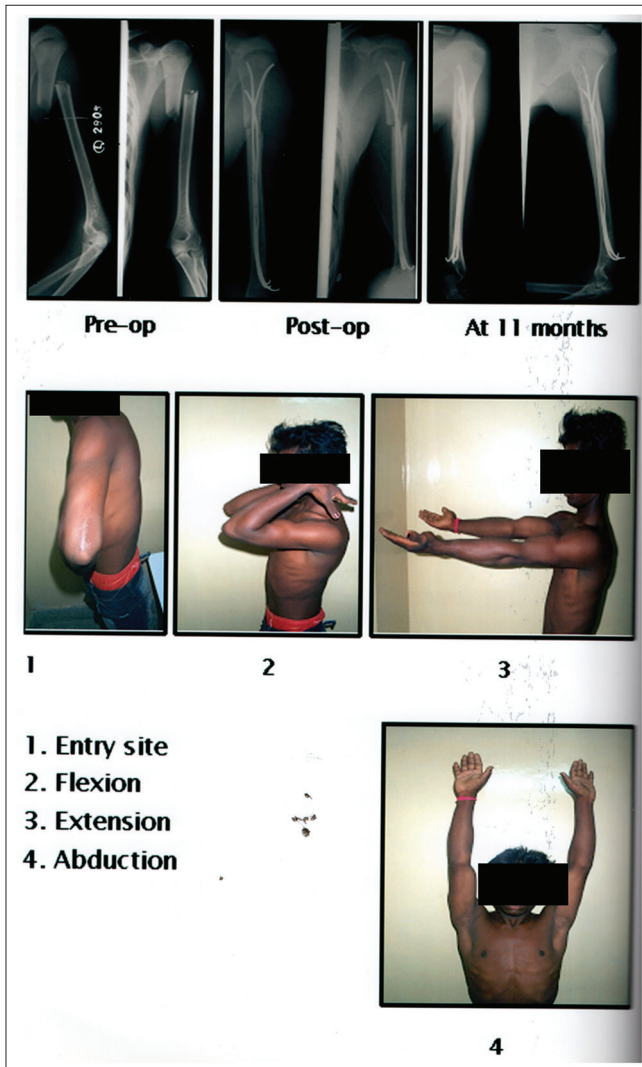 Ⓛ 2905
Pre-op
Post-op
At 11 months
1
2
3
1. Entry site
2. Flexion
3. Extension
4. Abduction
4